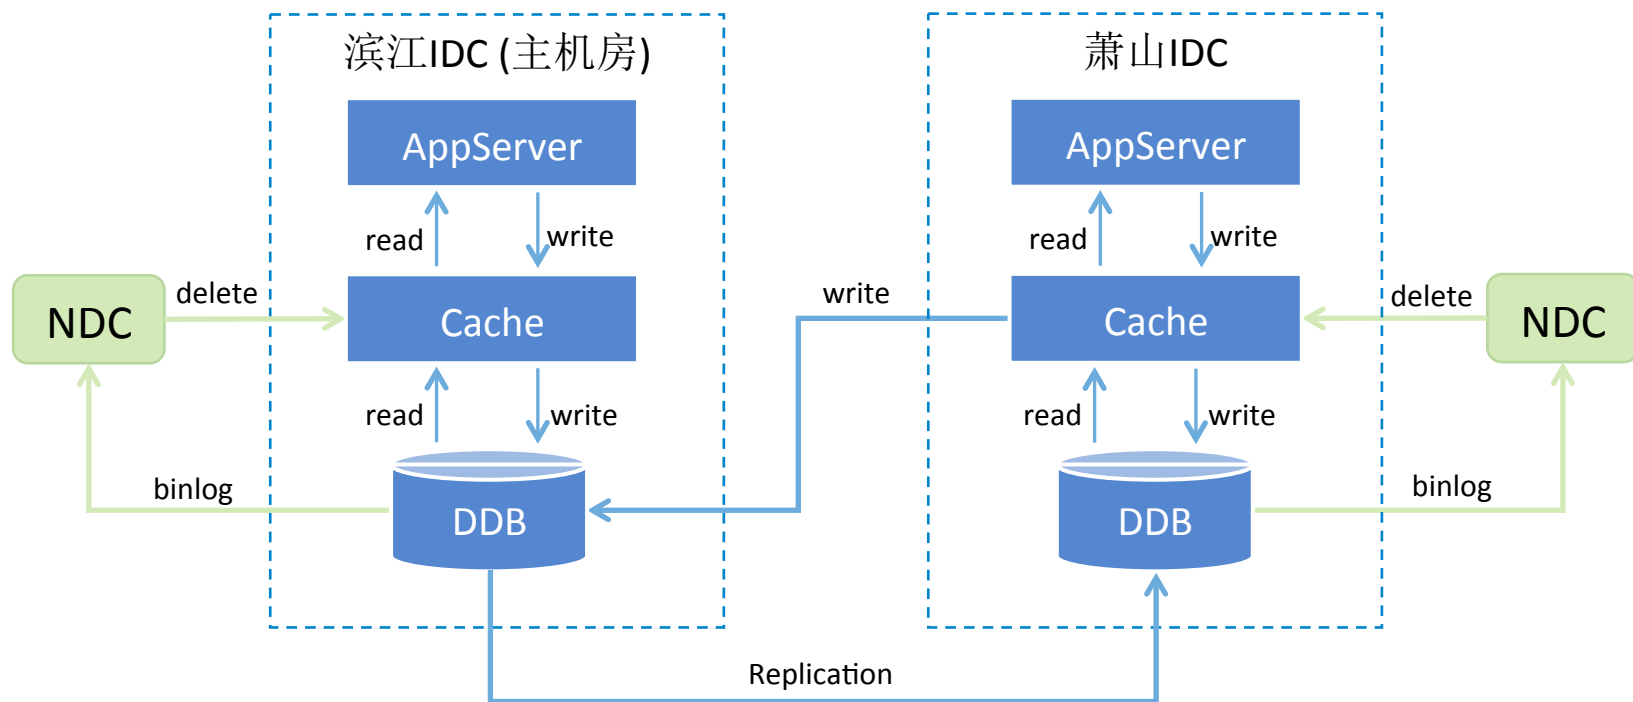 滨江IDC (主机房)
萧山IDC
AppServer
AppServer
read
write
read
write
NDC
delete
Cache
write
Cache
delete
NDC
read
write
read
write
binlog
DDB
DDB
binlog
Replication